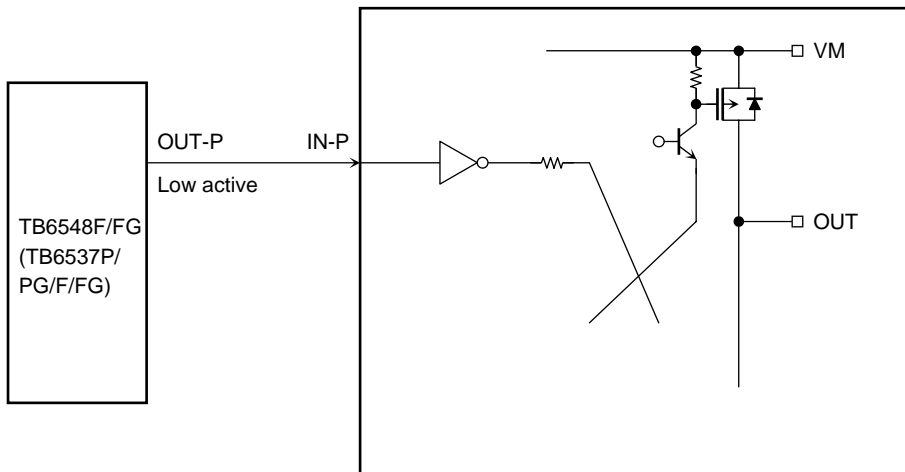 VM
OUT-P
IN-P
Low active
TB6548F/FG
(TB6537P/
PG/F/FG)
OUT